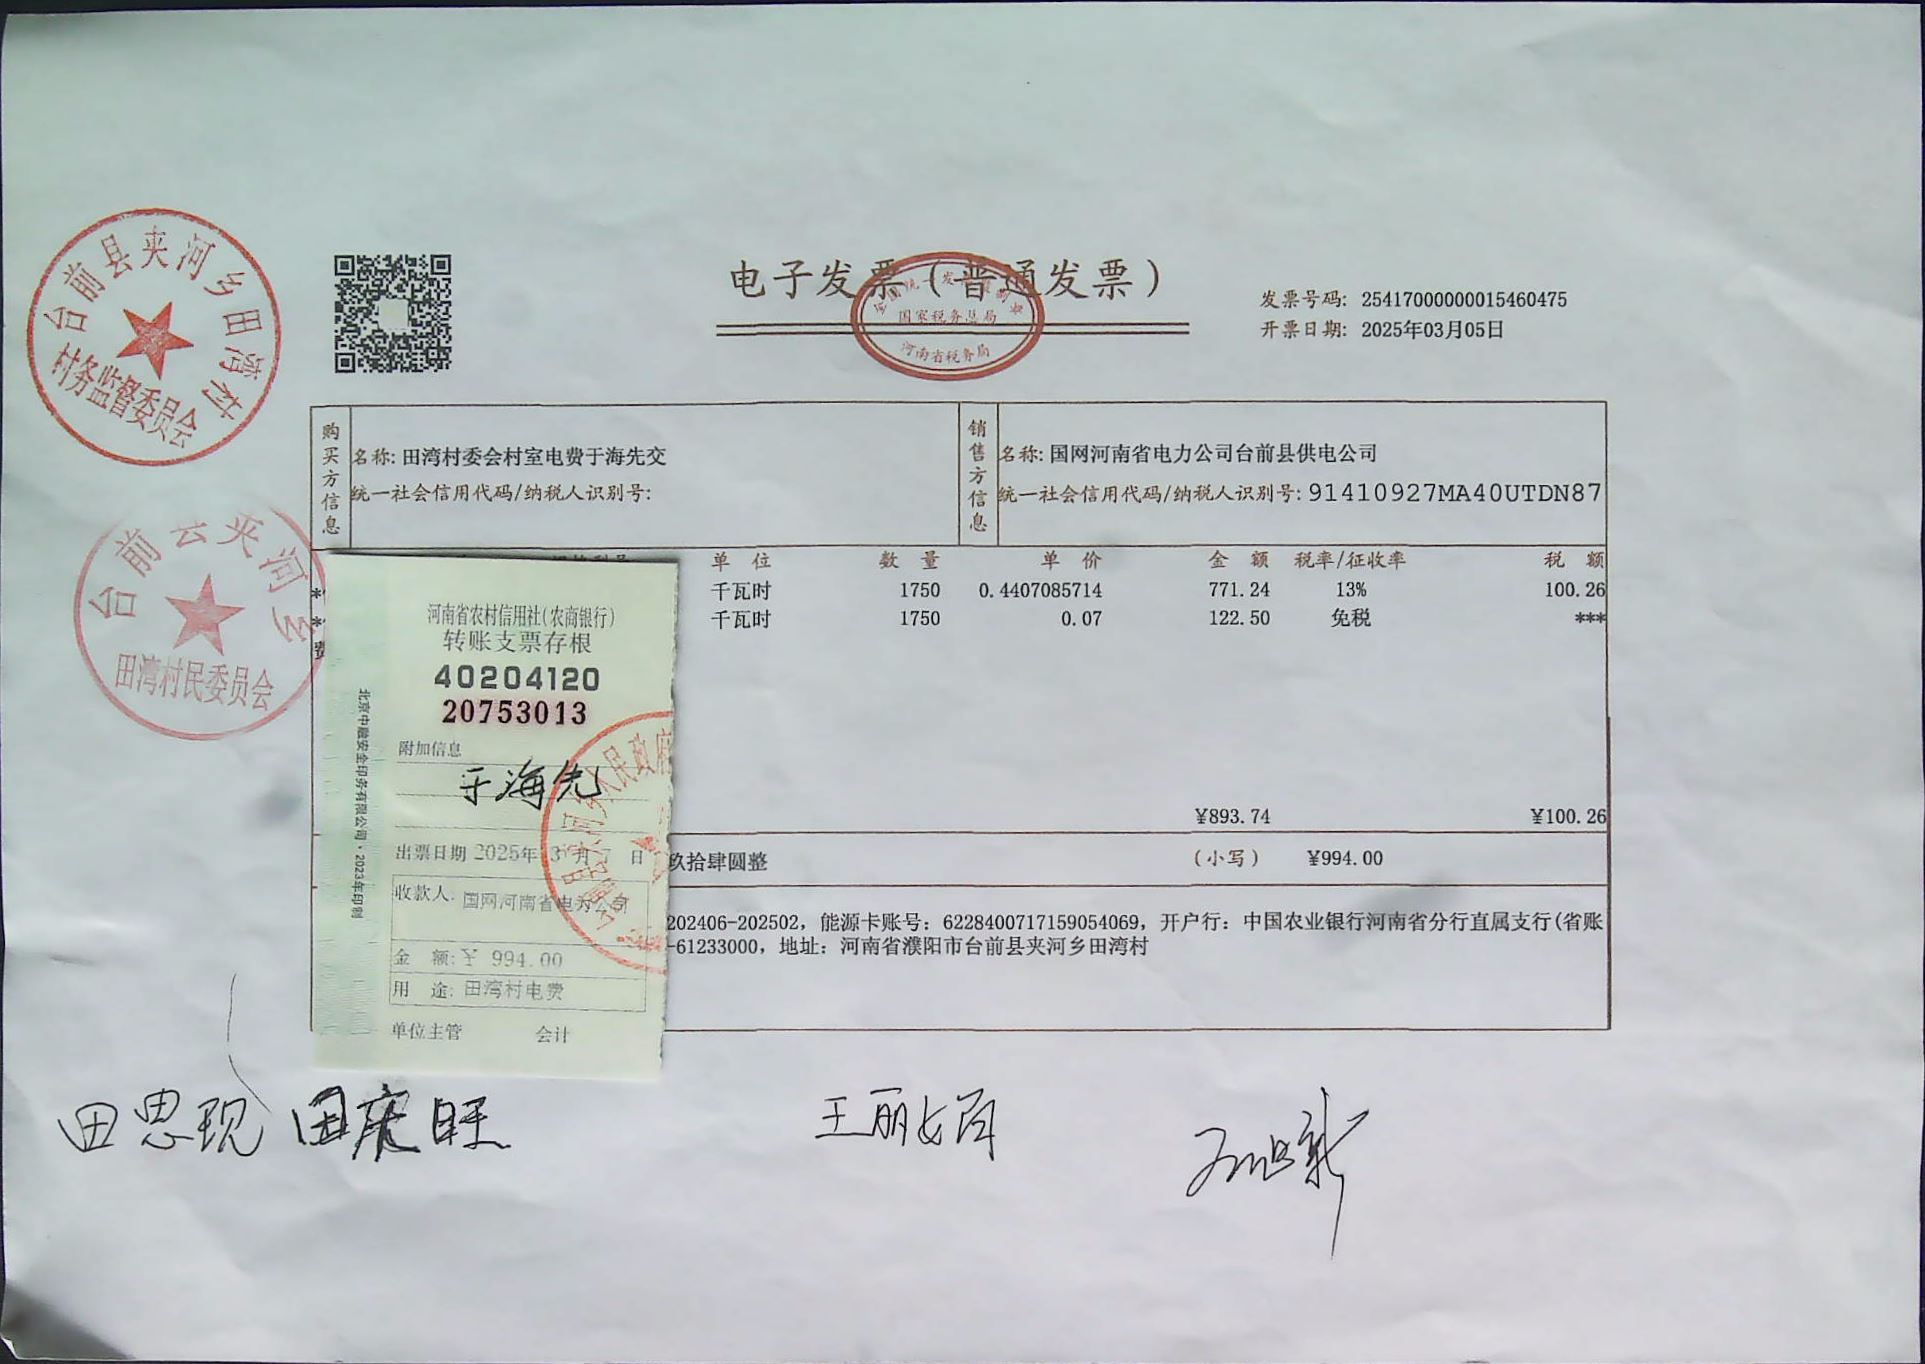 电子发票（普通发票）
全国统一发票监制章
国家税务总局
河南省税务局
发票号码: 25417000000015460475
开票日期: 2025年03月05日
台前县夹河乡田湾村
村务监督委员会
台前县夹河乡
田湾村民委员会
购买方信息
名称: 田湾村委会村室电费于海先交
统一社会信用代码/纳税人识别号:
销售方信息
名称: 国网河南省电力公司台前县供电公司
统一社会信用代码/纳税人识别号: 91410927MA40UTDN87
单 位 数 量 单 价 金 额 税率/征收率 税 额
千瓦时 1750 0.4407085714 771.24 13% 100.26
千瓦时 1750 0.07 122.50 免税 ***
¥893.74 ¥100.26
玖拾肆圆整 （小写） ¥994.00
202406-202502, 能源卡账号: 6228400717159054069, 开户行: 中国农业银行河南省分行直属支行(省账
-61233000, 地址: 河南省濮阳市台前县夹河乡田湾村
河南省农村信用社(农商银行)
转账支票存根
40204120
20753013
附加信息
于海先
出票日期 2025年 3 月 7 日
收款人: 国网河南省电力公司
金 额: ¥ 994.00
用 途: 田湾村电费
单位主管 会计
北京中融安全印务有限公司·2023年印制
田思现 田庆旺 王丽娟